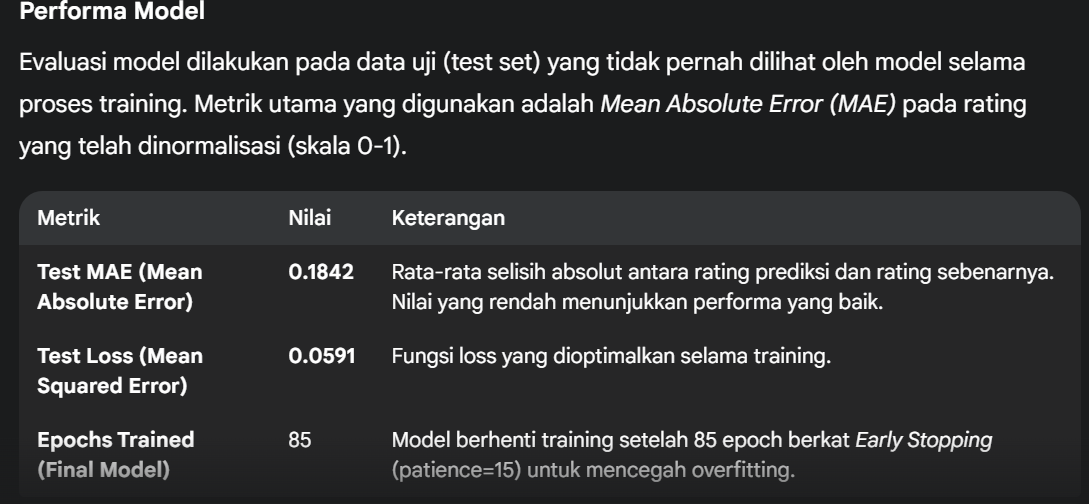 Performa Model
Evaluasi model dilakukan pada data uji (test set) yang tidak pernah dilihat oleh model selama
proses training. Metrik utama yang digunakan adalah Mean Absolute Error (MAE) pada rating
yang telah dinormalisasi (skala 0-1).
Metrik Nilai Keterangan
Test MAE (Mean Absolute Error) 0.1842 Rata-rata selisih absolut antara rating prediksi dan rating sebenarnya.
Nilai yang rendah menunjukkan performa yang baik.
Test Loss (Mean Squared Error) 0.0591 Fungsi loss yang dioptimalkan selama training.
Epochs Trained (Final Model) 85 Model berhenti training setelah 85 epoch berkat Early Stopping
(patience=15) untuk mencegah overfitting.